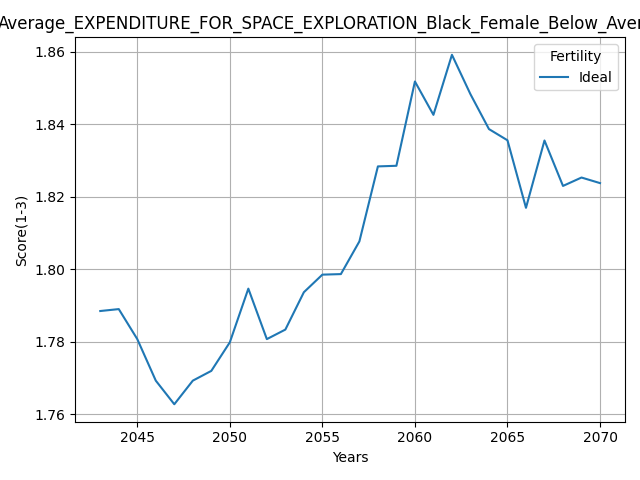 Average_EXPENDITURE_FOR_SPACE_EXPLORATION_Black_Female_Below_Aver
Fertility
Ideal
1.86
1.84
1.82
1.80
1.78
1.76
Score(1-3)
2045 2050 2055 2060 2065 2070
Years